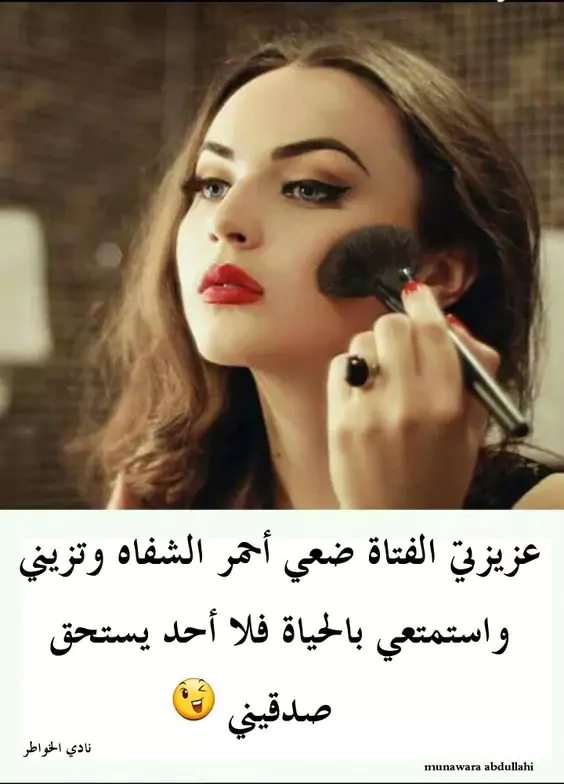 عزيزتي الفتاة ضعي أحمر الشفاه وتزيني
واستمتعي بالحياة فلا أحد يستحق
صدقيني 😉
نادي الخواطر
munawara abdullahi